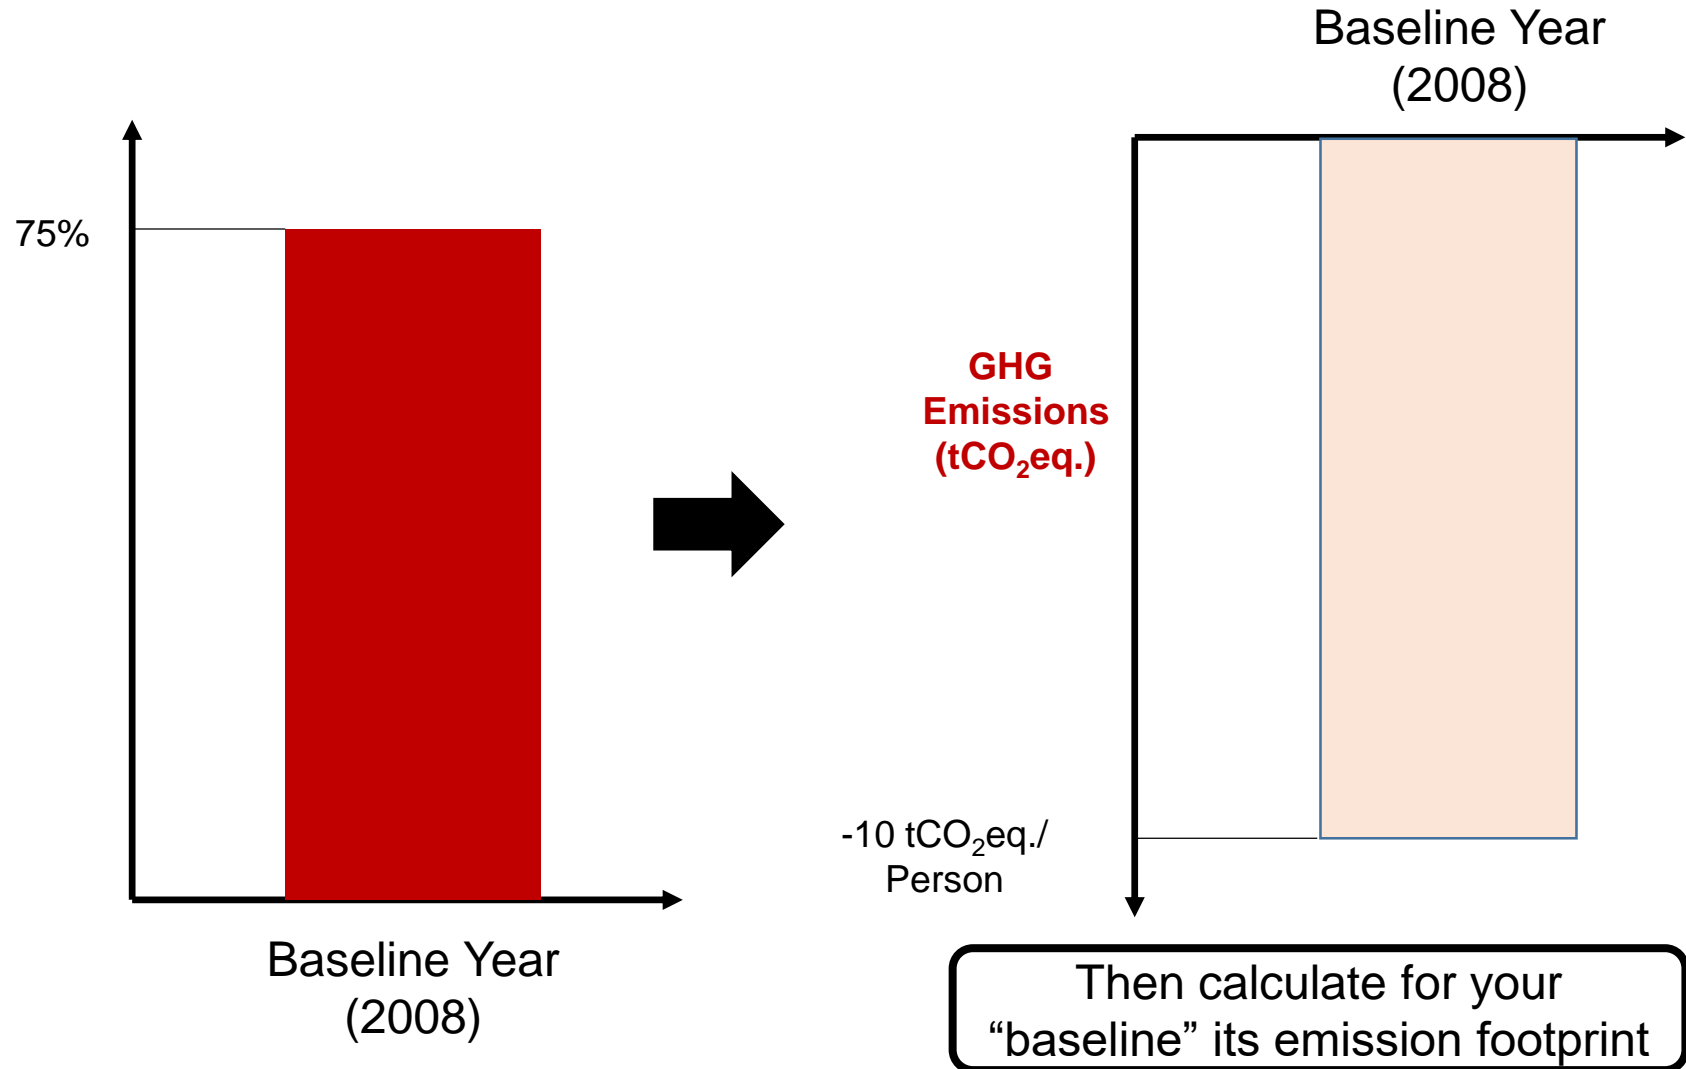 75%
Baseline Year
(2008)
Baseline Year
(2008)
GHG
Emissions
(tCO₂eq.)
-10 tCO₂eq./
Person
Then calculate for your
“baseline” its emission footprint